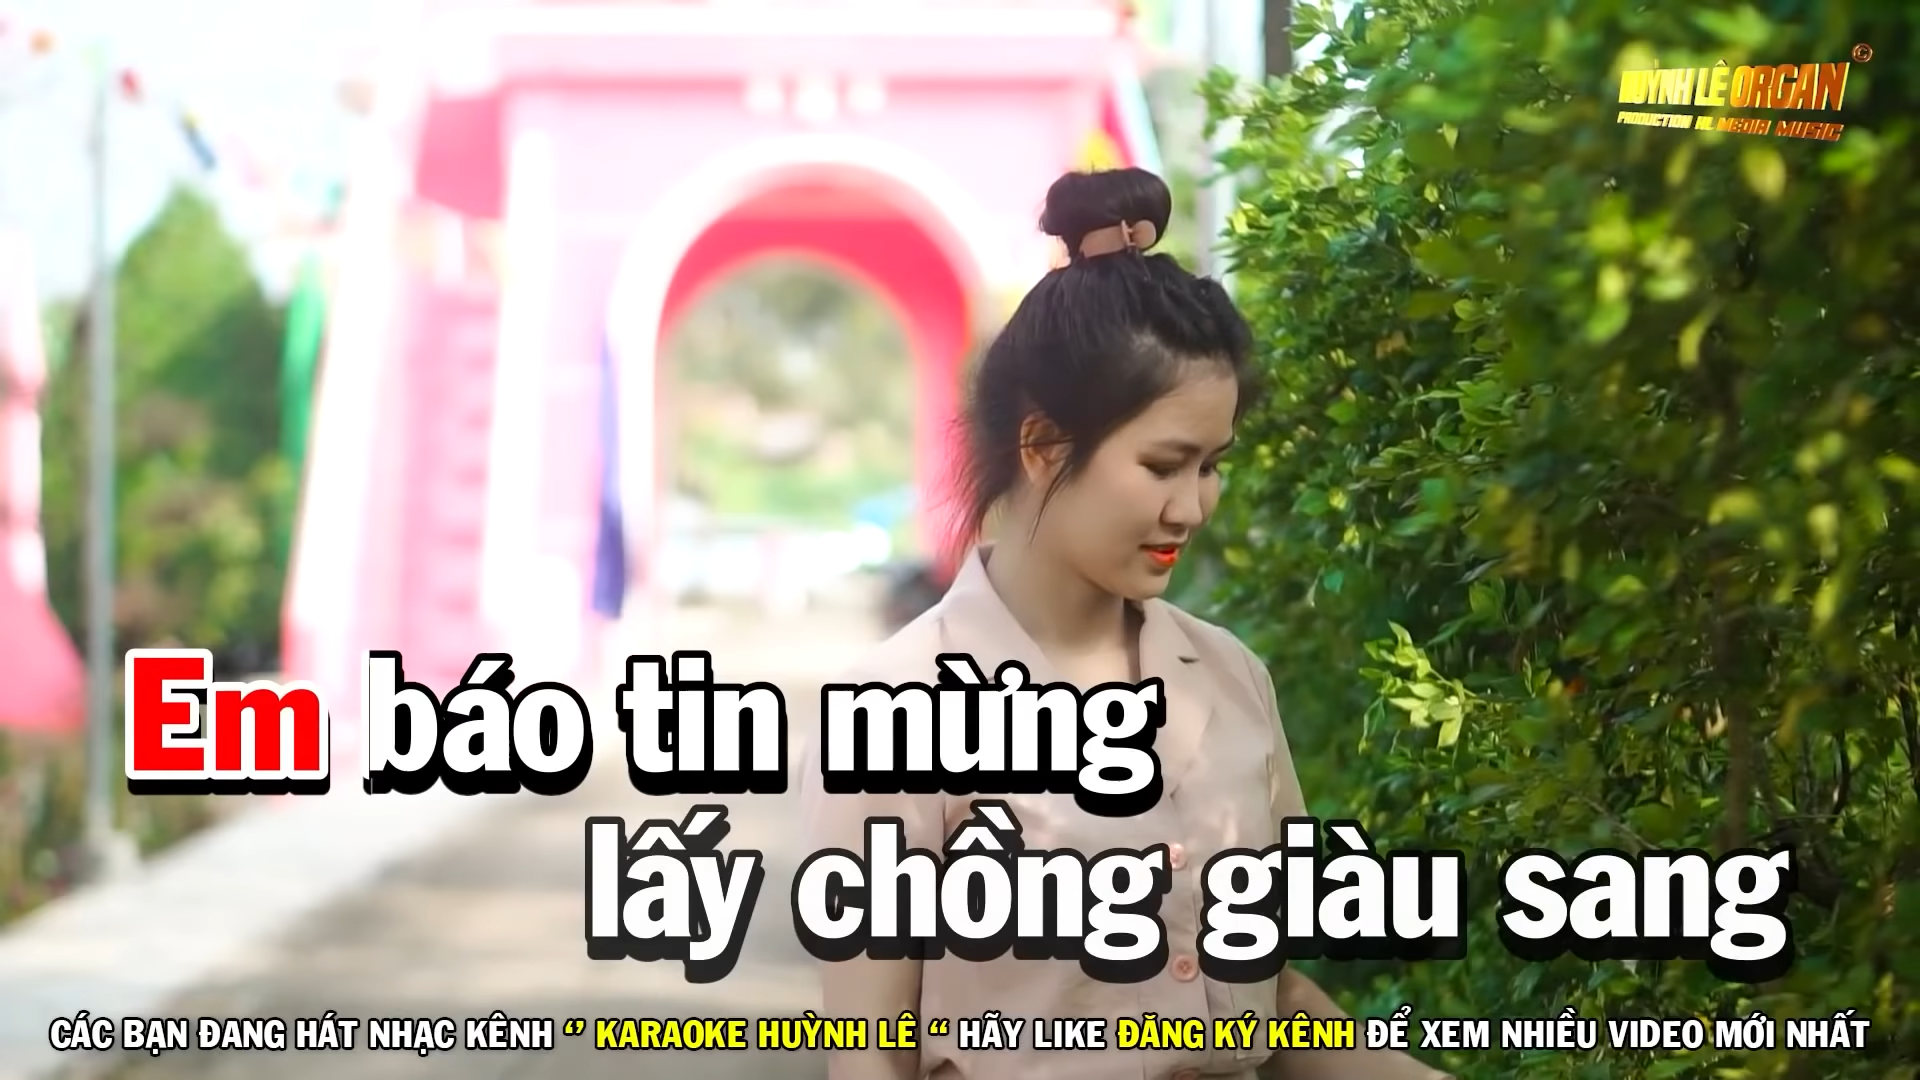 HUỲNH LÊ ORGAN ©
PRODUCTION HL MEDIA MUSIC
Em báo tin mừng
lấy chồng giàu sang
CÁC BẠN ĐANG HÁT NHẠC KÊNH “ KARAOKE HUỲNH LÊ “ HÃY LIKE ĐĂNG KÝ KÊNH ĐỂ XEM NHIỀU VIDEO MỚI NHẤT